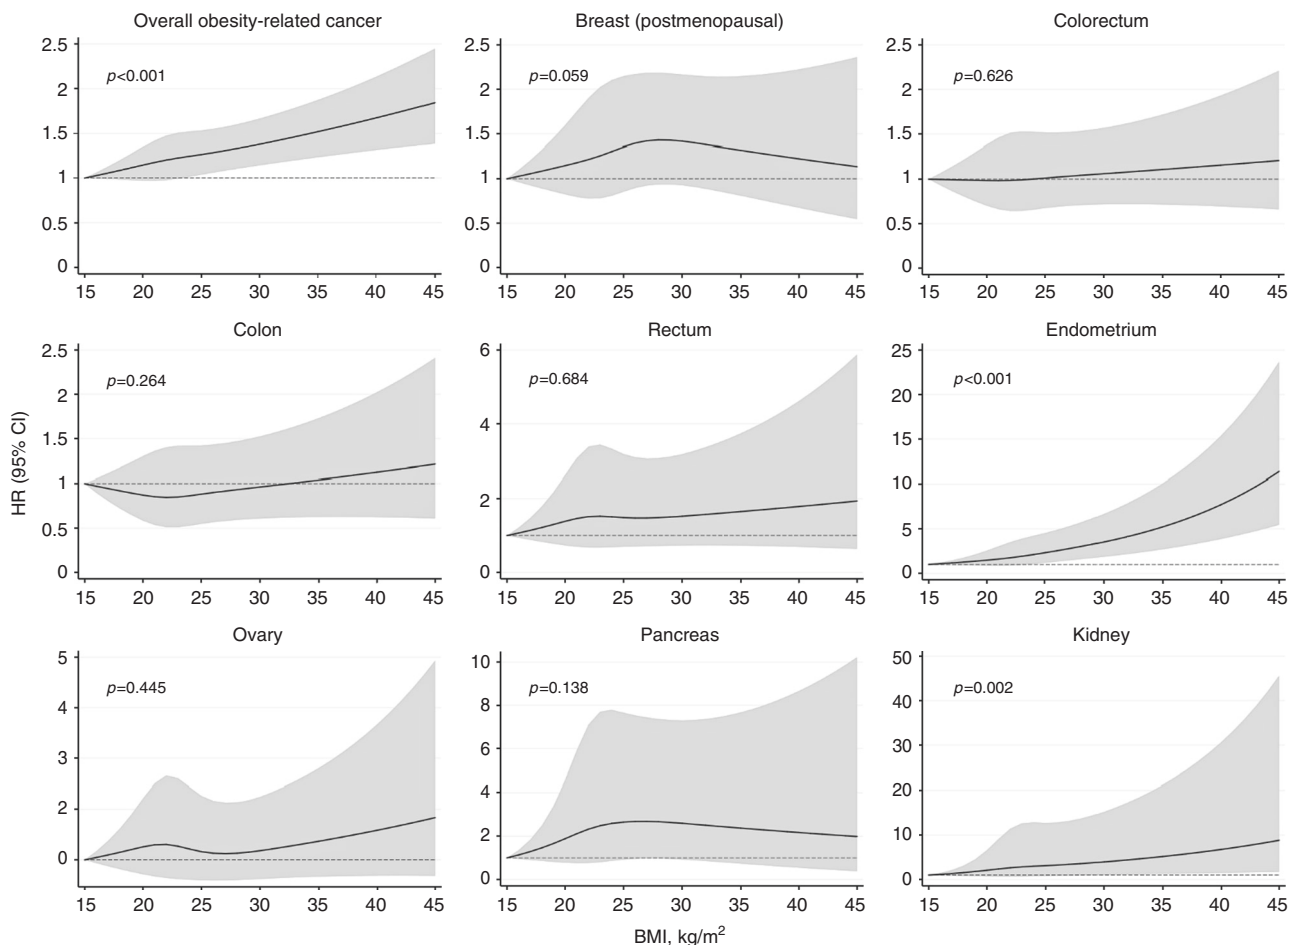 Overall obesity-related cancer
Breast (postmenopausal)
Colorectum
2.5
2
1.5
1
0.5
0
p<0.001
15 20 25 30 35 40 45
2.5
2
1.5
1
0.5
0
p=0.059
15 20 25 30 35 40 45
2.5
2
1.5
1
0.5
0
p=0.626
15 20 25 30 35 40 45
Colon
Rectum
Endometrium
HR (95% CI)
2.5
2
1.5
1
0.5
0
p=0.264
15 20 25 30 35 40 45
6
4
2
0
p=0.684
15 20 25 30 35 40 45
25
20
15
10
5
0
p<0.001
15 20 25 30 35 40 45
Ovary
Pancreas
Kidney
5
4
3
2
0
p=0.445
15 20 25 30 35 40 45
10
8
6
4
2
0
p=0.138
15 20 25 30 35 40 45
50
40
30
20
10
0
p=0.002
15 20 25 30 35 40 45
BMI, kg/m²